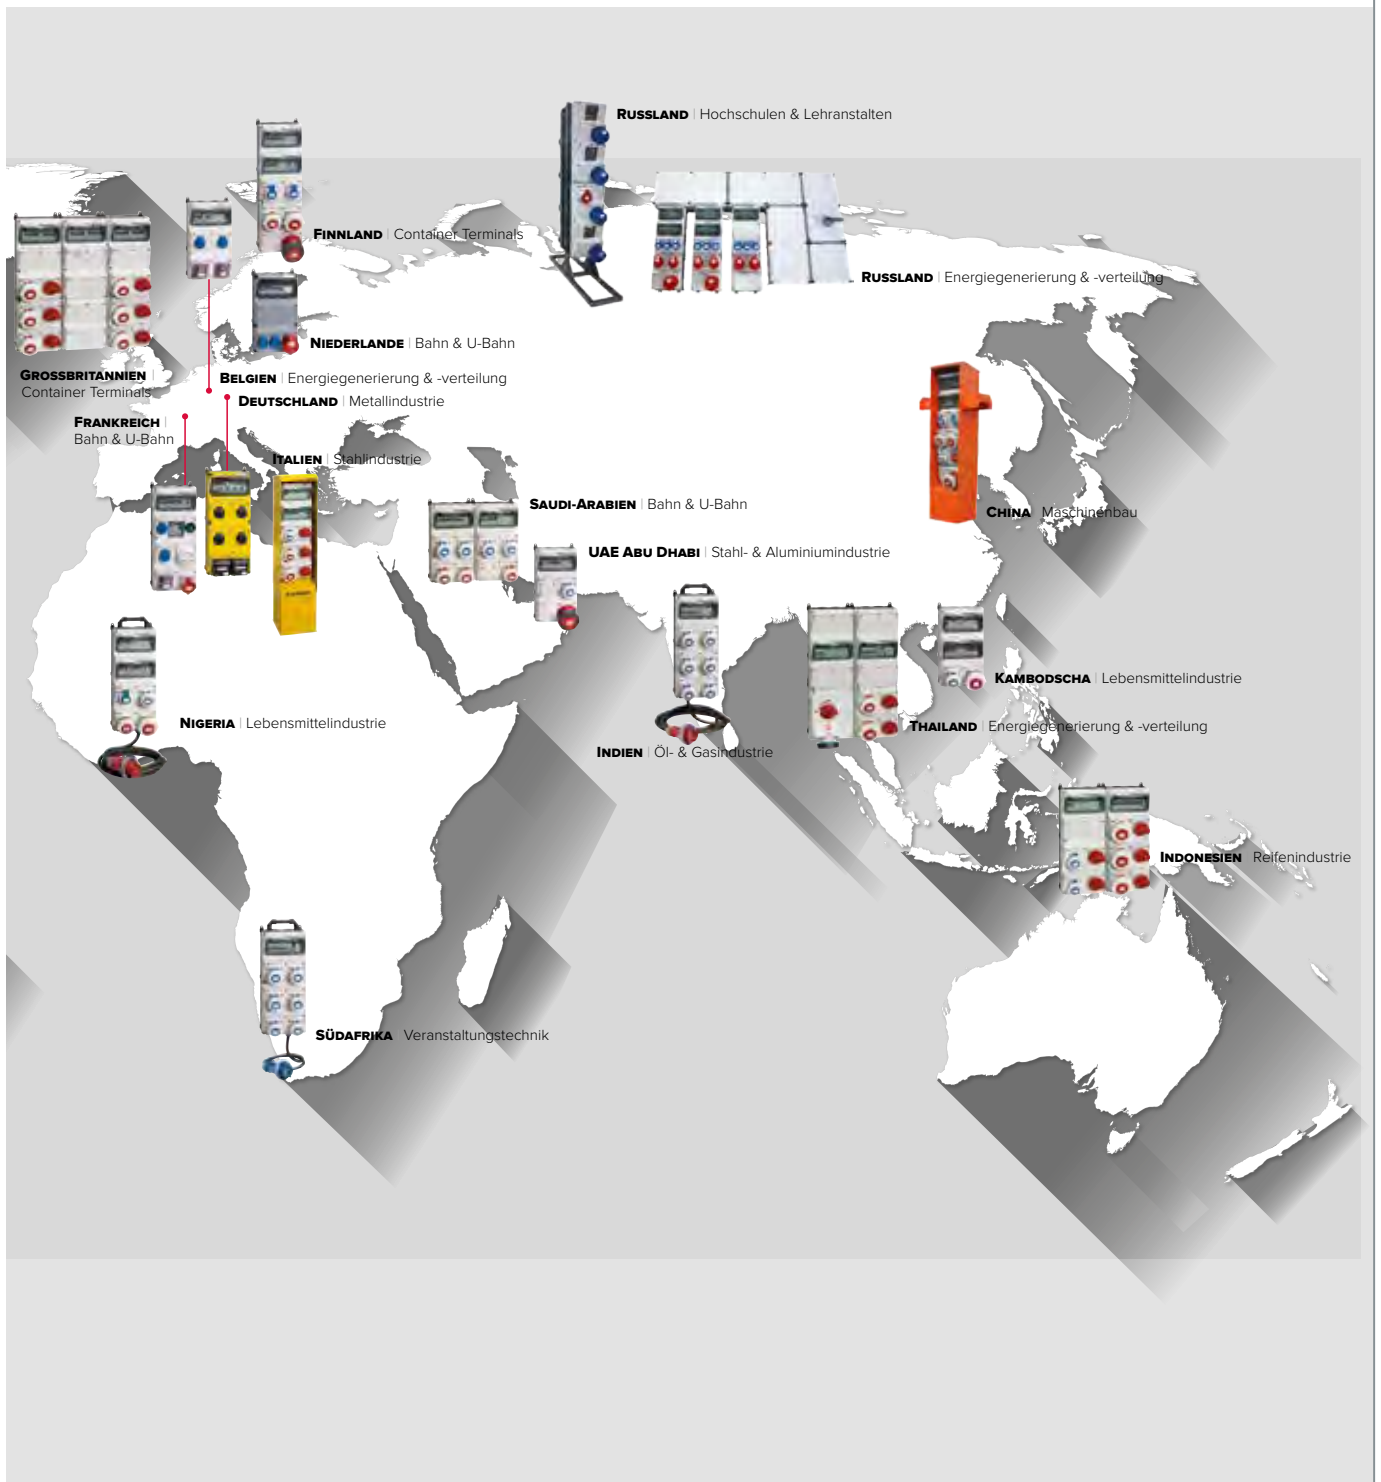 RUSSLAND | Hochschulen & Lehranstalten
FINNLAND | Container Terminals
RUSSLAND | Energiegenerierung & -verteilung
NIEDERLANDE | Bahn & U-Bahn
GROSSBRITANNIEN |
Container Terminals
BELGIEN | Energiegenerierung & -verteilung
DEUTSCHLAND | Metallindustrie
FRANKREICH |
Bahn & U-Bahn
ITALIEN | Stahlindustrie
SAUDI-ARABIEN | Bahn & U-Bahn
CHINA Maschinenbau
UAE ABU DHABI | Stahl- & Aluminiumindustrie
KAMBODSCHA | Lebensmittelindustrie
NIGERIA | Lebensmittelindustrie
THAILAND | Energiegenerierung & -verteilung
INDIEN | Öl- & Gasindustrie
INDONESIEN Reifenindustrie
SÜDAFRIKA Veranstaltungstechnik